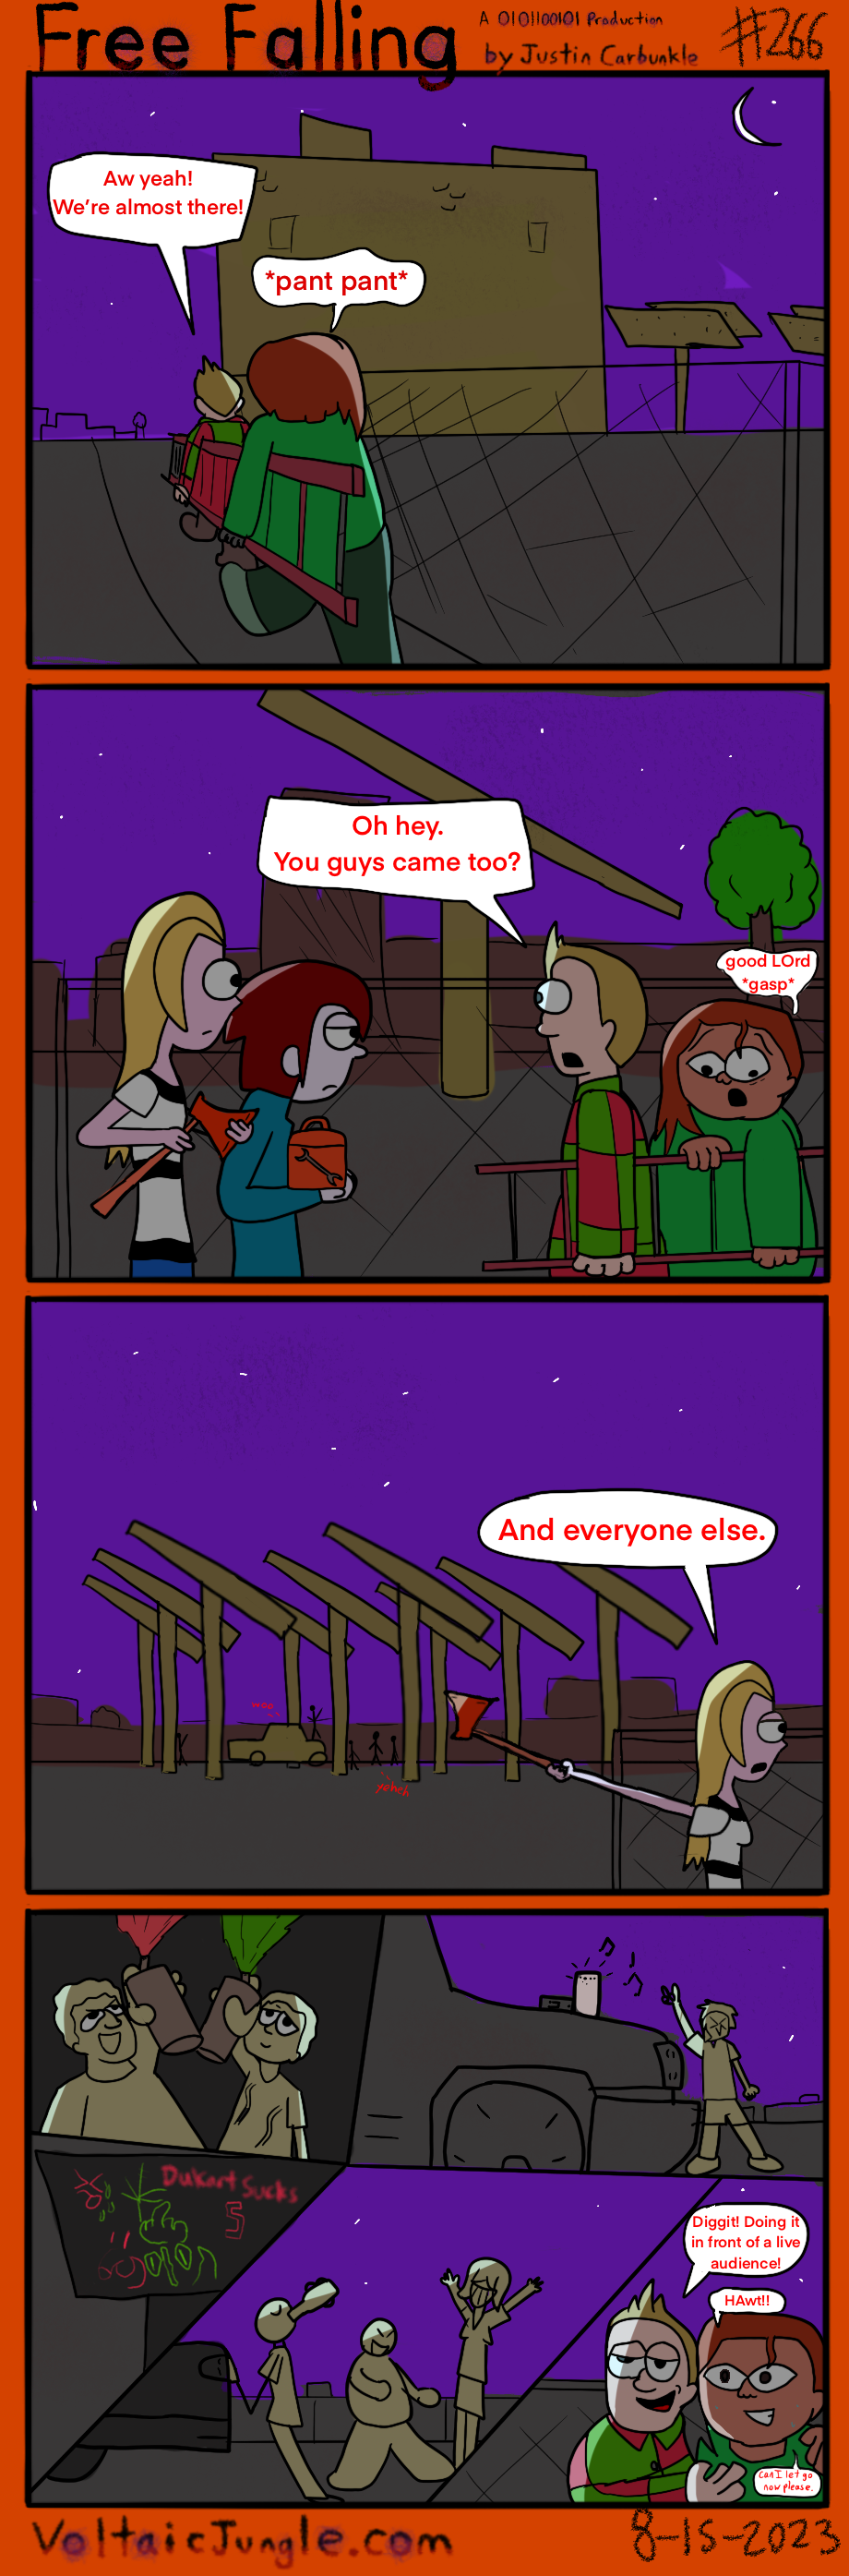 Free Falling
A 0101100101 Production
by Justin Carbunkle
#266
Aw yeah!
We're almost there!
*pant pant*
Oh hey.
You guys came too?
good LOrd
*gasp*
And everyone else.
woo
yeheh
Dukart Sucks
Diggit! Doing it
in front of a live
audience!
HAwt!!
can I let go
now please.
VoltaicJungle.com
8-15-2023